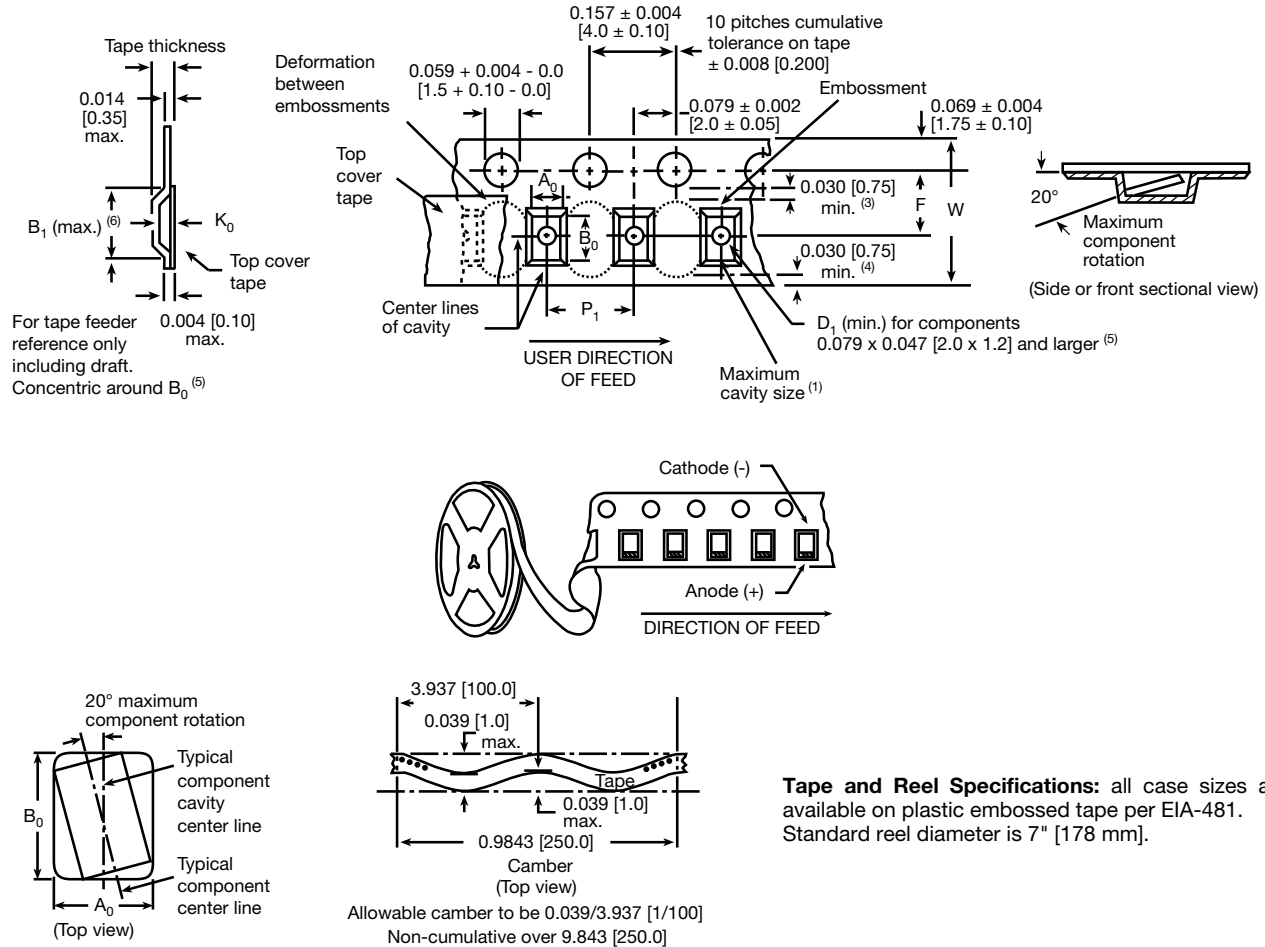 Tape thickness
0.014
[0.35]
max.
B1 (max.) (6)
K0
Top cover
tape
For tape feeder
reference only
including draft.
Concentric around B0 (5)
0.004 [0.10]
max.
Deformation
between
embossments
Top
cover
tape
0.059 + 0.004 - 0.0
[1.5 + 0.10 - 0.0]
0.157 ± 0.004
[4.0 ± 0.10]
10 pitches cumulative
tolerance on tape
± 0.008 [0.200]
0.079 ± 0.002
[2.0 ± 0.05]
Embossment
0.069 ± 0.004
[1.75 ± 0.10]
A0
B0
0.030 [0.75]
min. (3)
F
W
0.030 [0.75]
min. (4)
Center lines
of cavity
P1
USER DIRECTION
OF FEED
D1 (min.) for components
0.079 x 0.047 [2.0 x 1.2] and larger (5)
Maximum
cavity size (1)
20°
Maximum
component
rotation
(Side or front sectional view)
Cathode (-)
Anode (+)
DIRECTION OF FEED
20° maximum
component rotation
Typical
component
cavity
center line
B0
Typical
component
center line
A0
(Top view)
3.937 [100.0]
0.039 [1.0]
max.
Tape
0.039 [1.0]
max.
0.9843 [250.0]
Camber
(Top view)
Allowable camber to be 0.039/3.937 [1/100]
Non-cumulative over 9.843 [250.0]
Tape and Reel Specifications: all case sizes a
available on plastic embossed tape per EIA-481.
Standard reel diameter is 7" [178 mm].